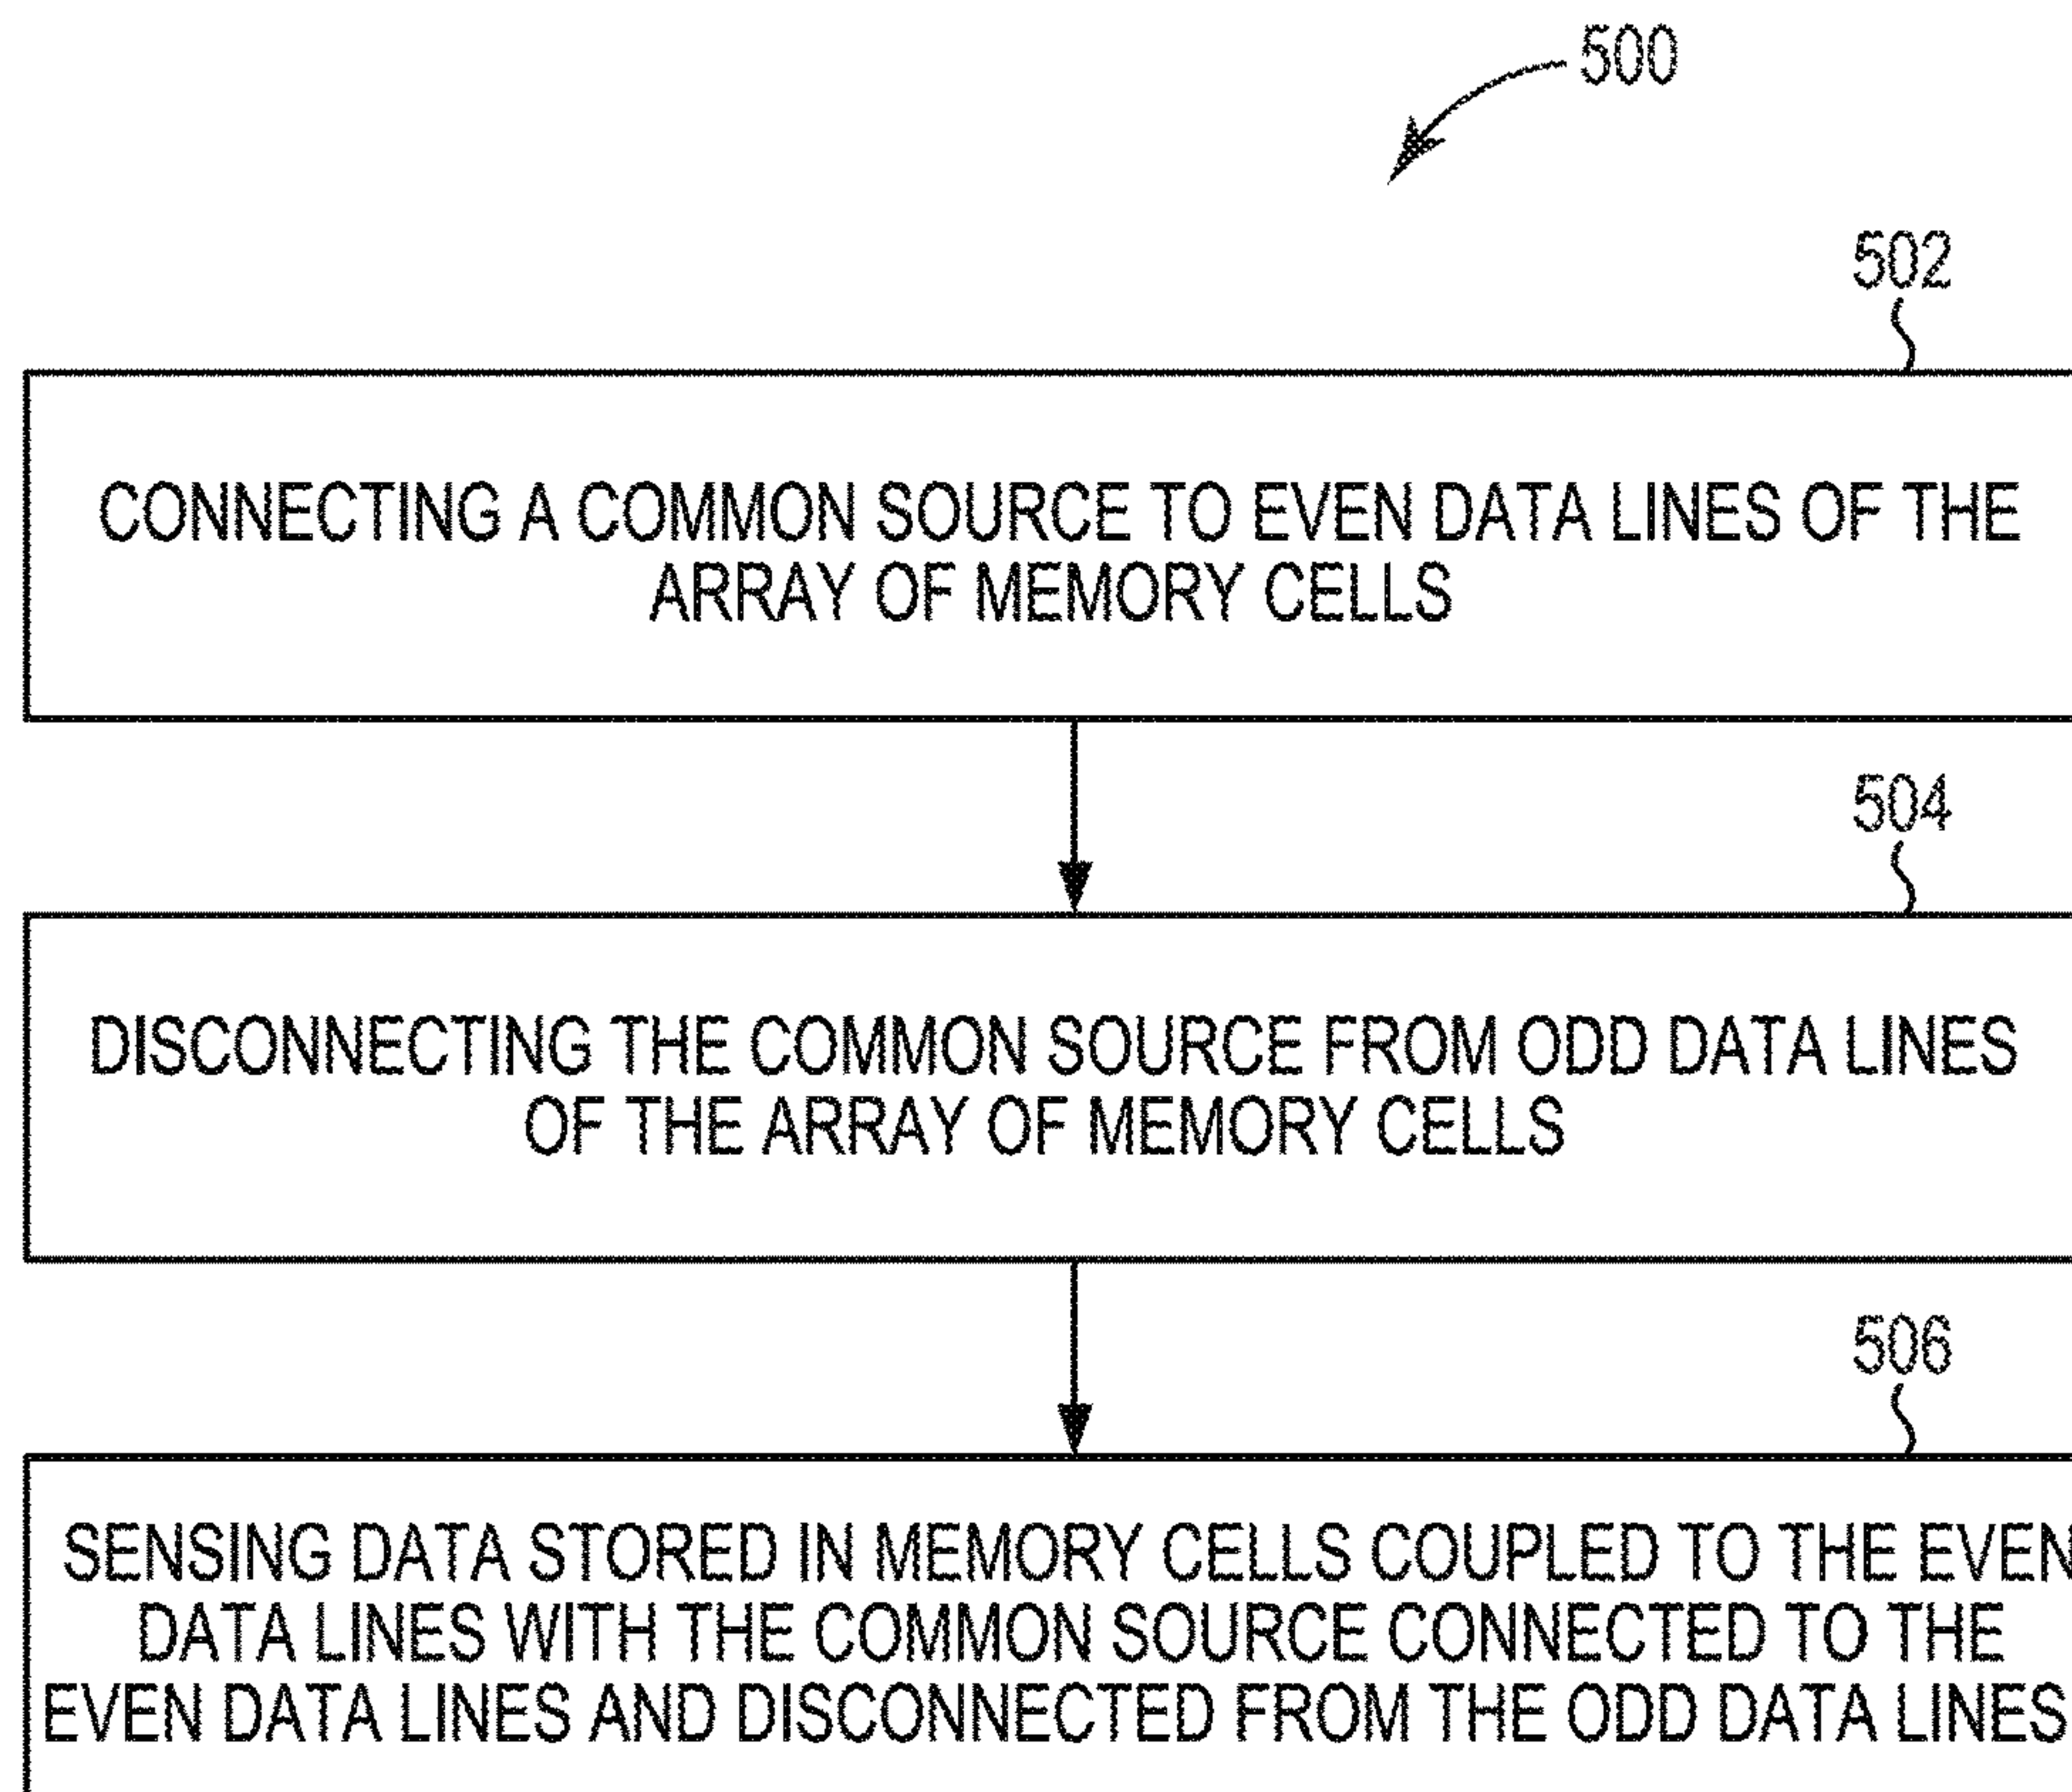 500
502
CONNECTING A COMMON SOURCE TO EVEN DATA LINES OF THE
ARRAY OF MEMORY CELLS
504
DISCONNECTING THE COMMON SOURCE FROM ODD DATA LINES
OF THE ARRAY OF MEMORY CELLS
506
SENSING DATA STORED IN MEMORY CELLS COUPLED TO THE EVEN
DATA LINES WITH THE COMMON SOURCE CONNECTED TO THE
EVEN DATA LINES AND DISCONNECTED FROM THE ODD DATA LINES